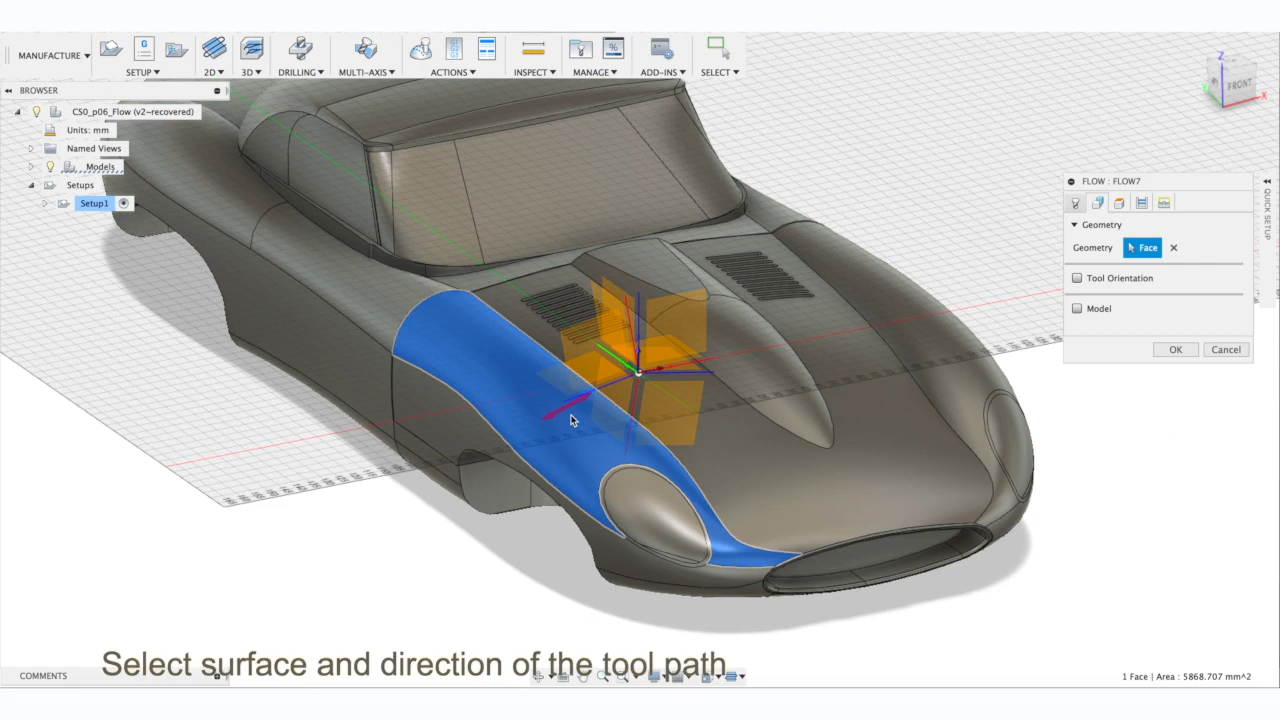 MANUFACTURE
G
%
SETUP 2D 3D DRILLING MULTI-AXIS ACTIONS INSPECT MANAGE ADD-INS SELECT
BROWSER
CS0_p06_Flow (v2~recovered)
Units: mm
Named Views
Models
Setups
Setup1
Z
FRONT
X
Y
FLOW : FLOW7
QUICK SETUP
Geometry
Geometry Face
Tool Orientation
Model
OK Cancel
Select surface and direction of the tool path
COMMENTS
1 Face | Area : 5868.707 mm^2